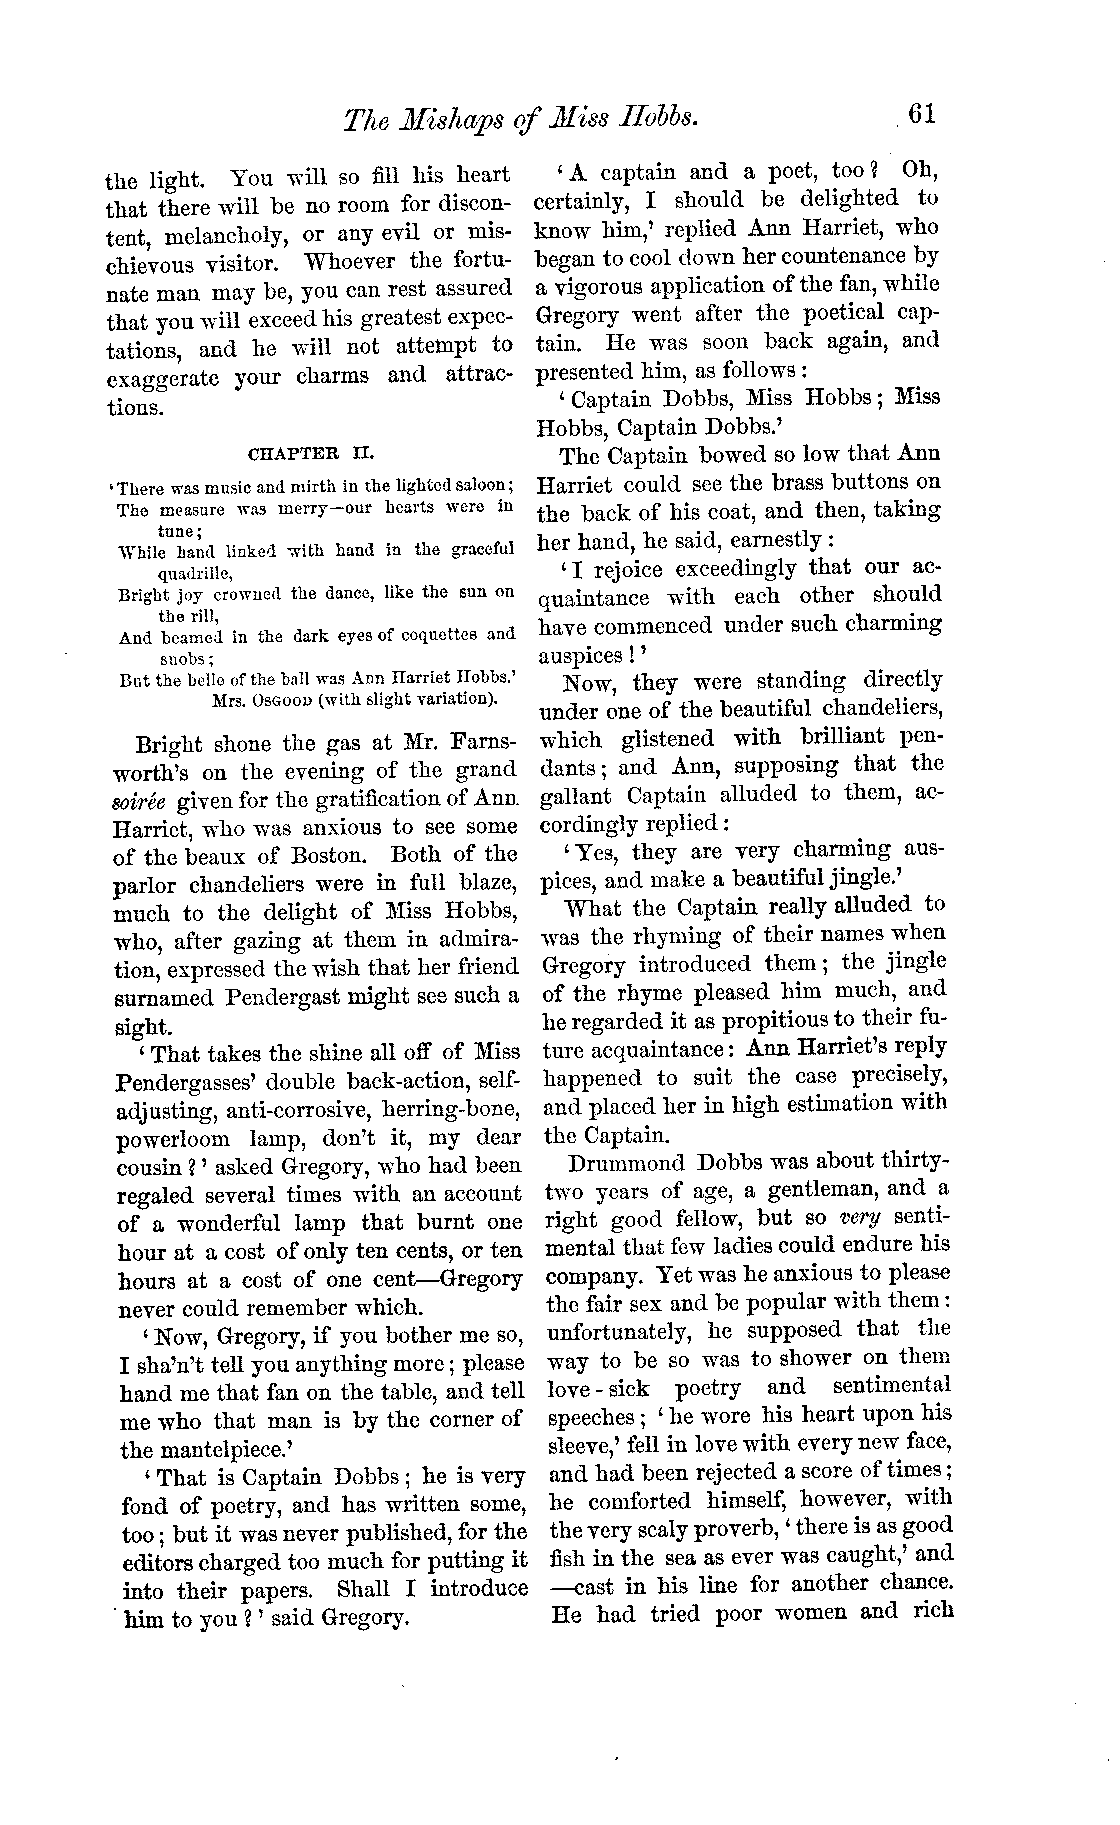 The Mishaps of Miss Hobbs. 61
the light. You will so fill his heart
that there will be no room for discon-
tent, melancholy, or any evil or mis-
chievous visitor. Whoever the fortu-
nate man may be, you can rest assured
that you will exceed his greatest expec-
tations, and he will not attempt to
exaggerate your charms and attrac-
tions.
CHAPTER II.
‘There was music and mirth in the lighted saloon;
The measure was merry—our hearts were in
tune;
While hand linked with hand in the graceful
quadrille,
Bright joy crowned the dance, like the sun on
the rill,
And beamed in the dark eyes of coquettes and
snobs;
But the belle of the ball was Ann Harriet Hobbs.’
Mrs. OSGOOD (with slight variation).
Bright shone the gas at Mr. Farns-
worth's on the evening of the grand
soirée given for the gratification of Ann
Harriet, who was anxious to see some
of the beaux of Boston. Both of the
parlor chandeliers were in full blaze,
much to the delight of Miss Hobbs,
who, after gazing at them in admira-
tion, expressed the wish that her friend
surnamed Pendergast might see such a
sight.
‘That takes the shine all off of Miss
Pendergasses’ double back-action, self-
adjusting, anti-corrosive, herring-bone,
powerloom lamp, don't it, my dear
cousin?’ asked Gregory, who had been
regaled several times with an account
of a wonderful lamp that burnt one
hour at a cost of only ten cents, or ten
hours at a cost of one cent—Gregory
never could remember which.
‘Now, Gregory, if you bother me so,
I sha'n't tell you anything more; please
hand me that fan on the table, and tell
me who that man is by the corner of
the mantelpiece.’
‘That is Captain Dobbs; he is very
fond of poetry, and has written some,
too; but it was never published, for the
editors charged too much for putting it
into their papers. Shall I introduce
him to you?’ said Gregory.
‘A captain and a poet, too? Oh,
certainly, I should be delighted to
know him,’ replied Ann Harriet, who
began to cool down her countenance by
a vigorous application of the fan, while
Gregory went after the poetical cap-
tain. He was soon back again, and
presented him, as follows:
‘Captain Dobbs, Miss Hobbs; Miss
Hobbs, Captain Dobbs.’
The Captain bowed so low that Ann
Harriet could see the brass buttons on
the back of his coat, and then, taking
her hand, he said, earnestly:
‘I rejoice exceedingly that our ac-
quaintance with each other should
have commenced under such charming
auspices!’
Now, they were standing directly
under one of the beautiful chandeliers,
which glistened with brilliant pen-
dants; and Ann, supposing that the
gallant Captain alluded to them, ac-
cordingly replied:
‘Yes, they are very charming aus-
pices, and make a beautiful jingle.’
What the Captain really alluded to
was the rhyming of their names when
Gregory introduced them; the jingle
of the rhyme pleased him much, and
he regarded it as propitious to their fu-
ture acquaintance: Ann Harriet's reply
happened to suit the case precisely,
and placed her in high estimation with
the Captain.
Drummond Dobbs was about thirty-
two years of age, a gentleman, and a
right good fellow, but so very senti-
mental that few ladies could endure his
company. Yet was he anxious to please
the fair sex and be popular with them:
unfortunately, he supposed that the
way to be so was to shower on them
love-sick poetry and sentimental
speeches; ‘he wore his heart upon his
sleeve,’ fell in love with every new face,
and had been rejected a score of times;
he comforted himself, however, with
the very scaly proverb, ‘there is as good
fish in the sea as ever was caught,’ and
—cast in his line for another chance.
He had tried poor women and rich